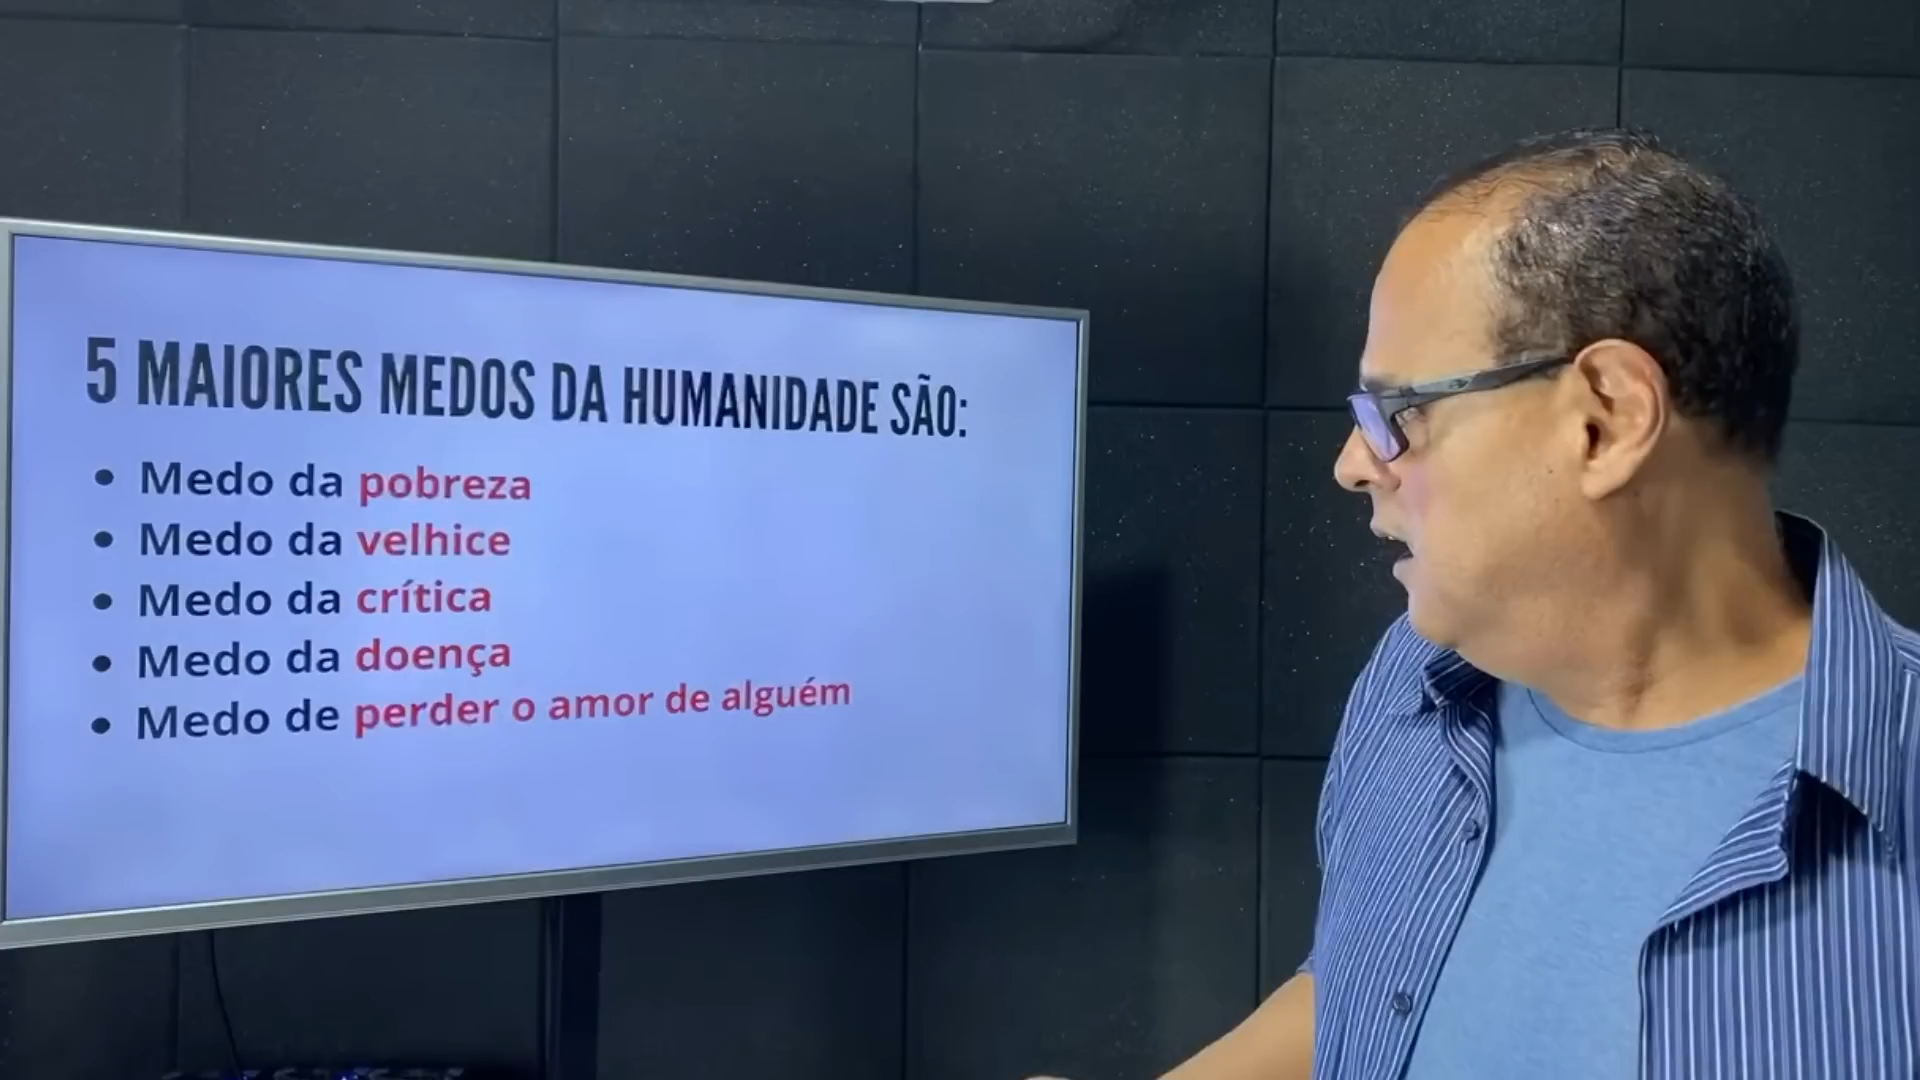 5 MAIORES MEDOS DA HUMANIDADE SÃO:
• Medo da pobreza
• Medo da velhice
• Medo da crítica
• Medo da doença
• Medo de perder o amor de alguém